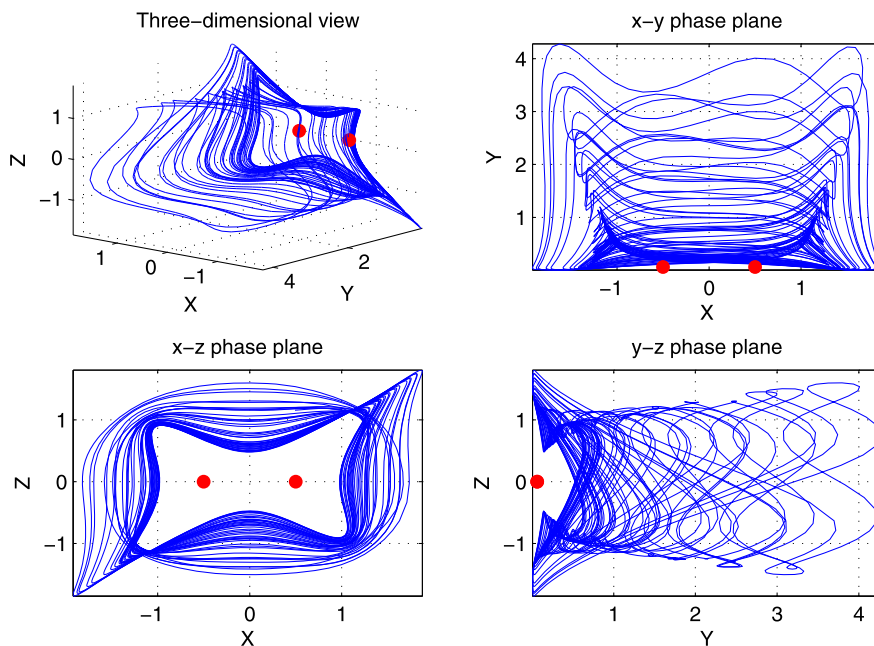 Three−dimensional view
1
0
−1
Z
1
0
−1
X
4
2
Y
x−y phase plane
4
3
2
1
Y
−1 0 1
X
x−z phase plane
1
0
−1
Z
−1 0 1
X
y−z phase plane
1
0
−1
Z
1 2 3 4
Y